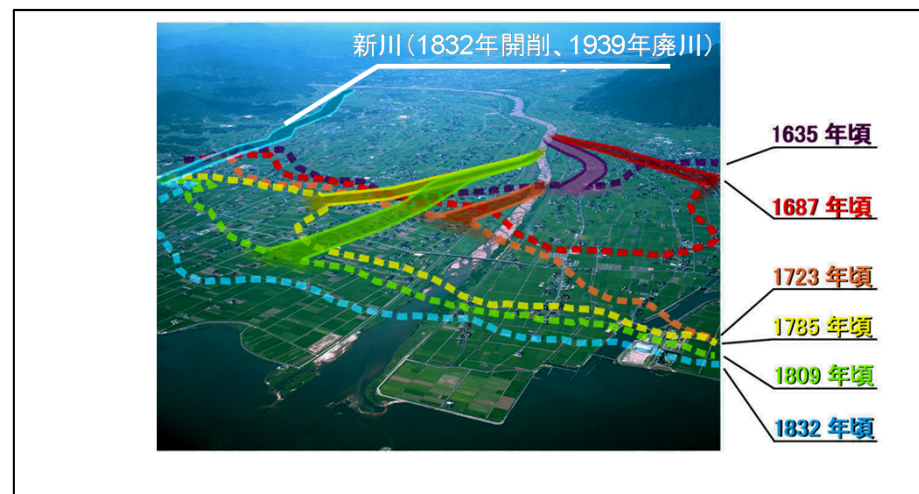 新川(1832年開削、1939年廃川)
1635 年頃
1687 年頃
1723 年頃
1785 年頃
1809 年頃
1832 年頃